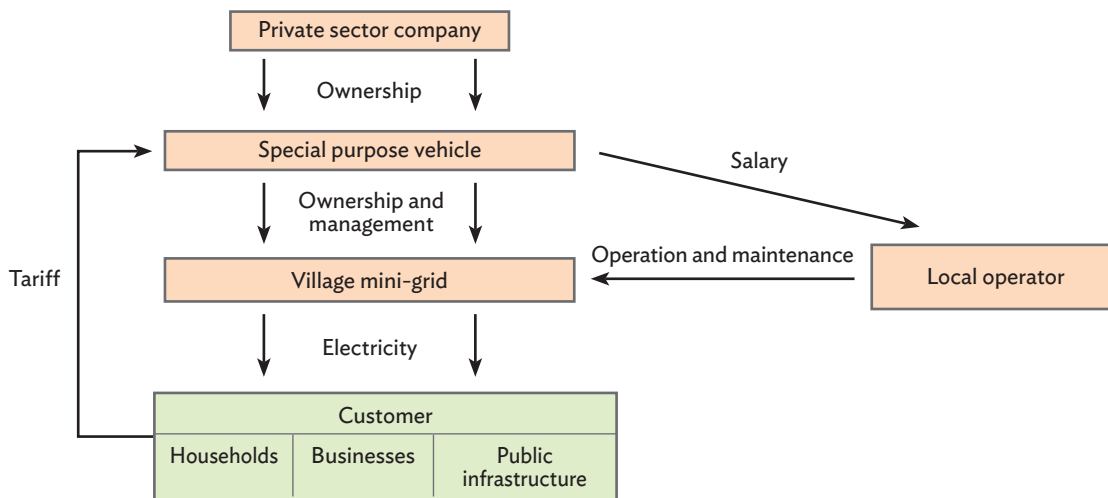 Private sector company
Ownership
Special purpose vehicle
Salary
Ownership and
management
Operation and maintenance
Tariff
Village mini-grid
Local operator
Electricity
Customer
Households
Businesses
Public
infrastructure